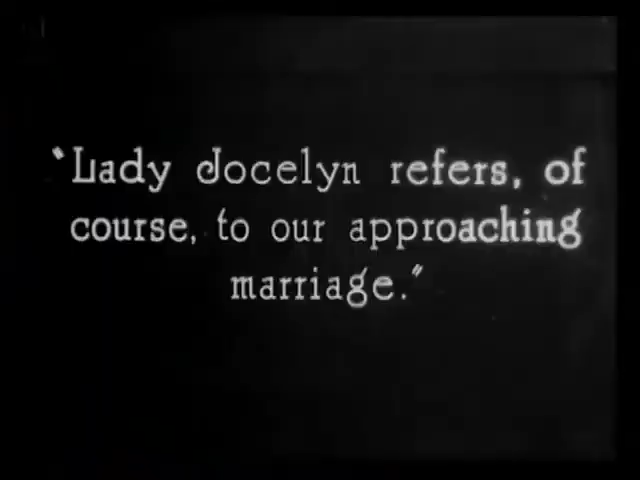 "Lady Jocelyn refers, of
course, to our approaching
marriage."